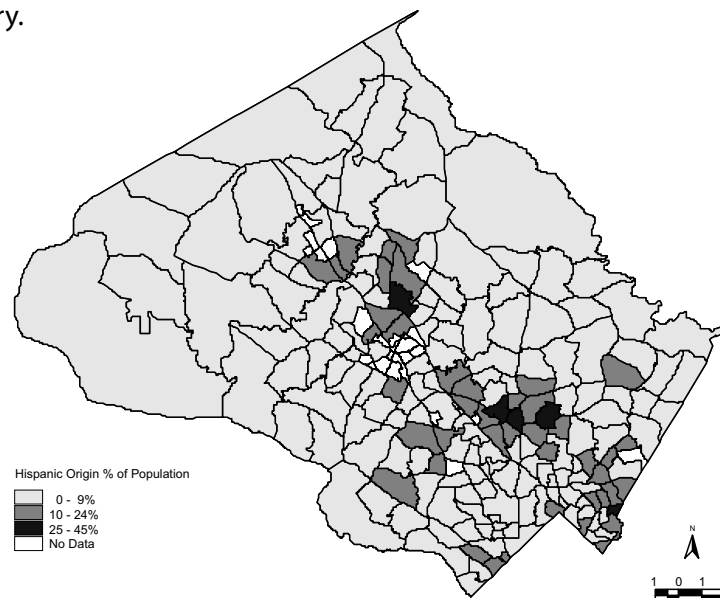 ry.
Hispanic Origin % of Population
0 - 9%
10 - 24%
25 - 45%
No Data
N
1 0 1